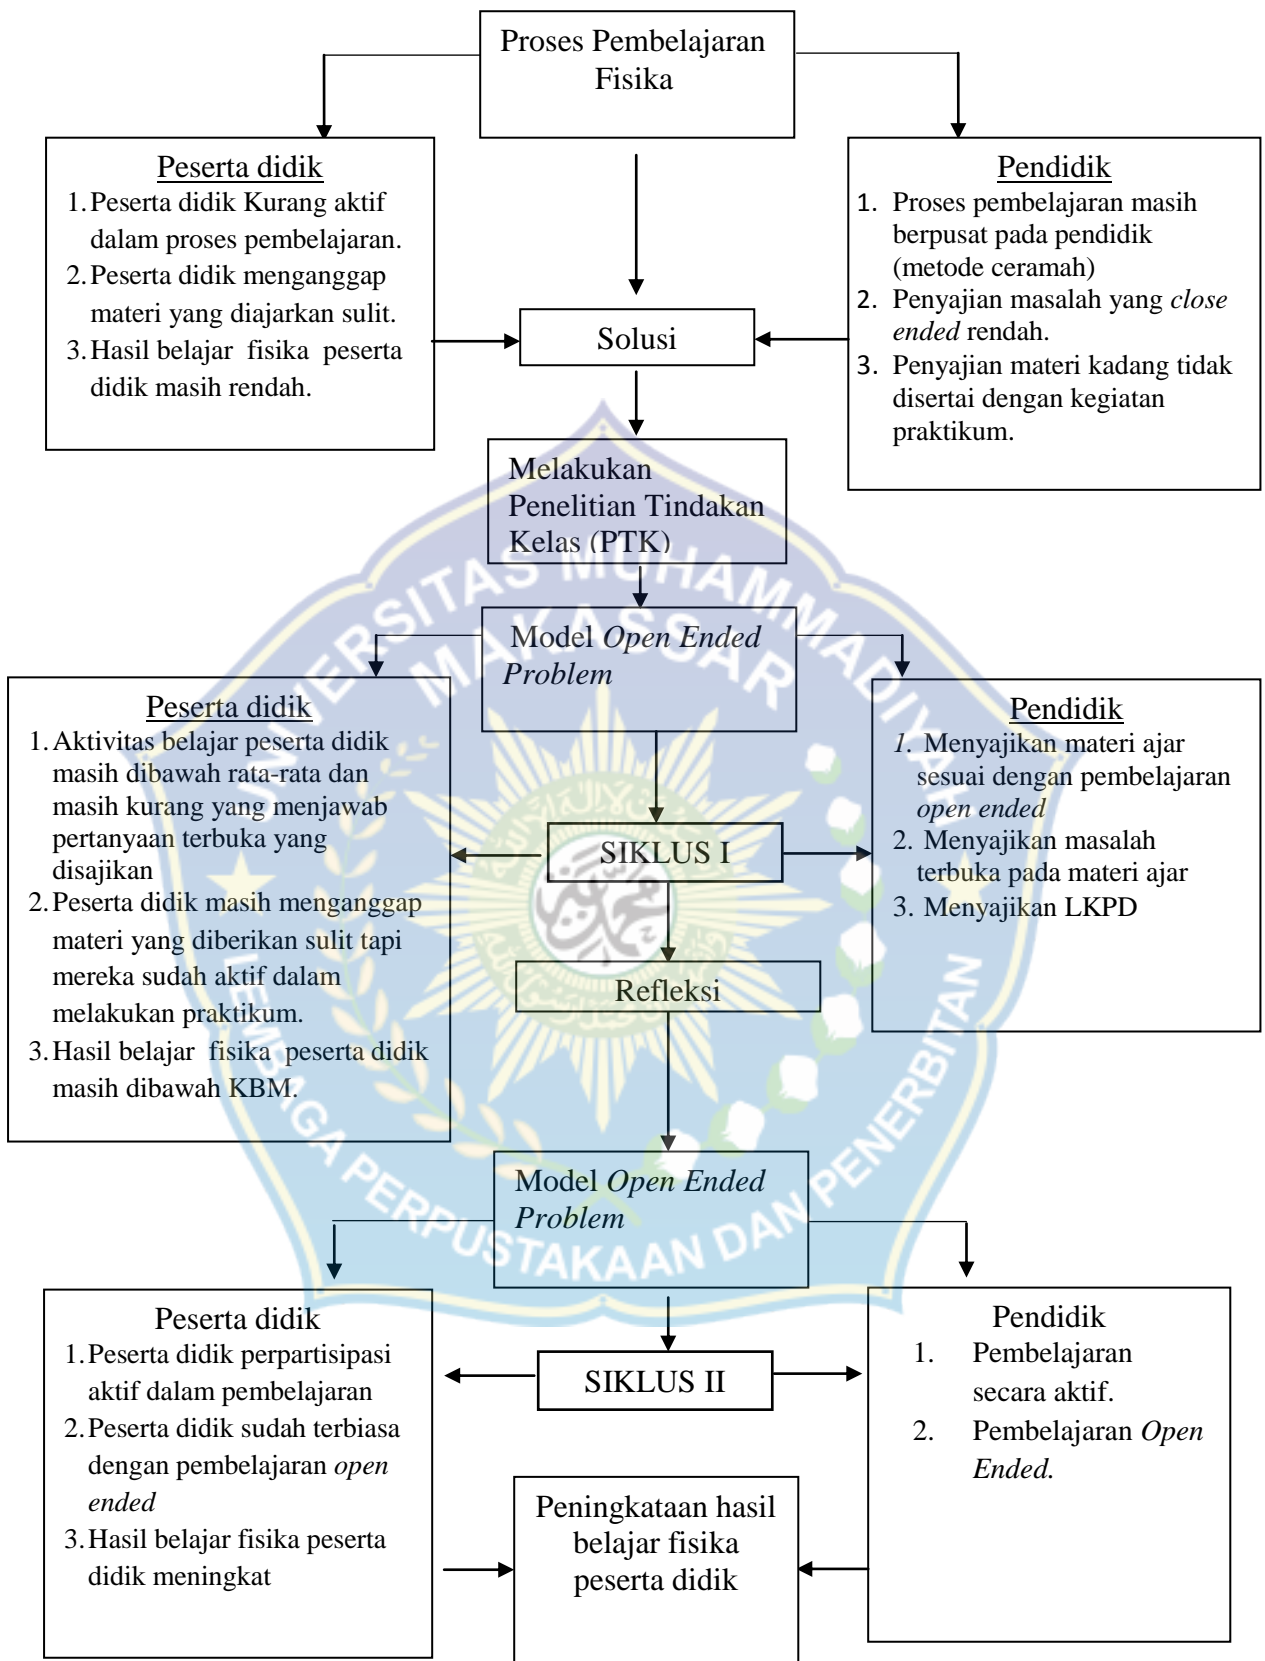 Proses Pembelajaran
Fisika
Peserta didik
1. Peserta didik Kurang aktif
dalam proses pembelajaran.
2. Peserta didik menganggap
materi yang diajarkan sulit.
3. Hasil belajar fisika peserta
didik masih rendah.
Pendidik
1. Proses pembelajaran masih
berpusat pada pendidik
(metode ceramah)
2. Penyajian masalah yang close
ended rendah.
3. Penyajian materi kadang tidak
disertai dengan kegiatan
praktikum.
Solusi
Melakukan
Penelitian Tindakan
Kelas (PTK)
Model Open Ended
Problem
Peserta didik
1. Aktivitas belajar peserta didik
masih dibawah rata-rata dan
masih kurang yang menjawab
pertanyaan terbuka yang
disajikan
2. Peserta didik masih menganggap
materi yang diberikan sulit tapi
mereka sudah aktif dalam
melakukan praktikum.
3. Hasil belajar fisika peserta didik
masih dibawah KBM.
SIKLUS I
Pendidik
1. Menyajikan materi ajar
sesuai dengan pembelajaran
open ended
2. Menyajikan masalah
terbuka pada materi ajar
3. Menyajikan LKPD
Refleksi
Model Open Ended
Problem
Peserta didik
1. Peserta didik perpartisipasi
aktif dalam pembelajaran
2. Peserta didik sudah terbiasa
dengan pembelajaran open
ended
3. Hasil belajar fisika peserta
didik meningkat
SIKLUS II
Pendidik
1. Pembelajaran
secara aktif.
2. Pembelajaran Open
Ended.
Peningkataan hasil
belajar fisika
peserta didik
UNIVERSITAS MUHAMMADIYAH
MAKASSAR
LEMBAGA PERPUSTAKAAN DAN PENERBITAN